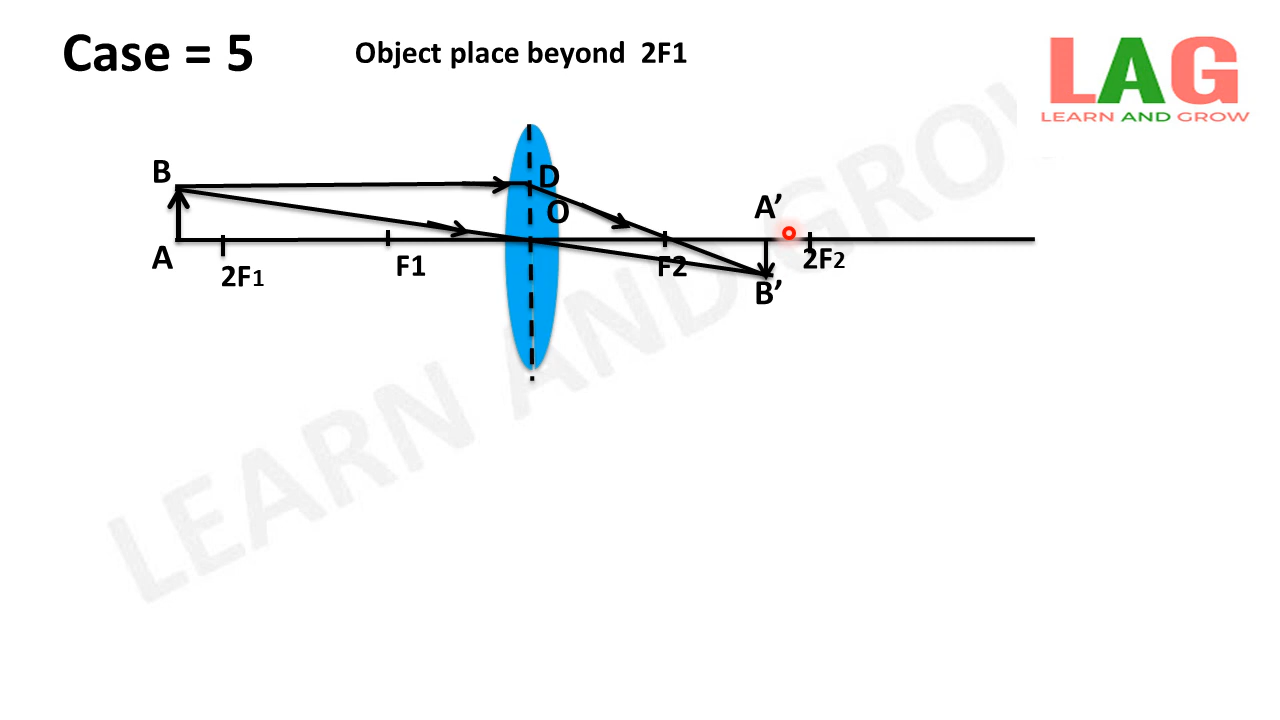 Case = 5
Object place beyond 2F1
LAG
LEARN AND GROW
B
D
A’
O
A
2F1
F1
F2
2F2
B’
LEARN AND GROW